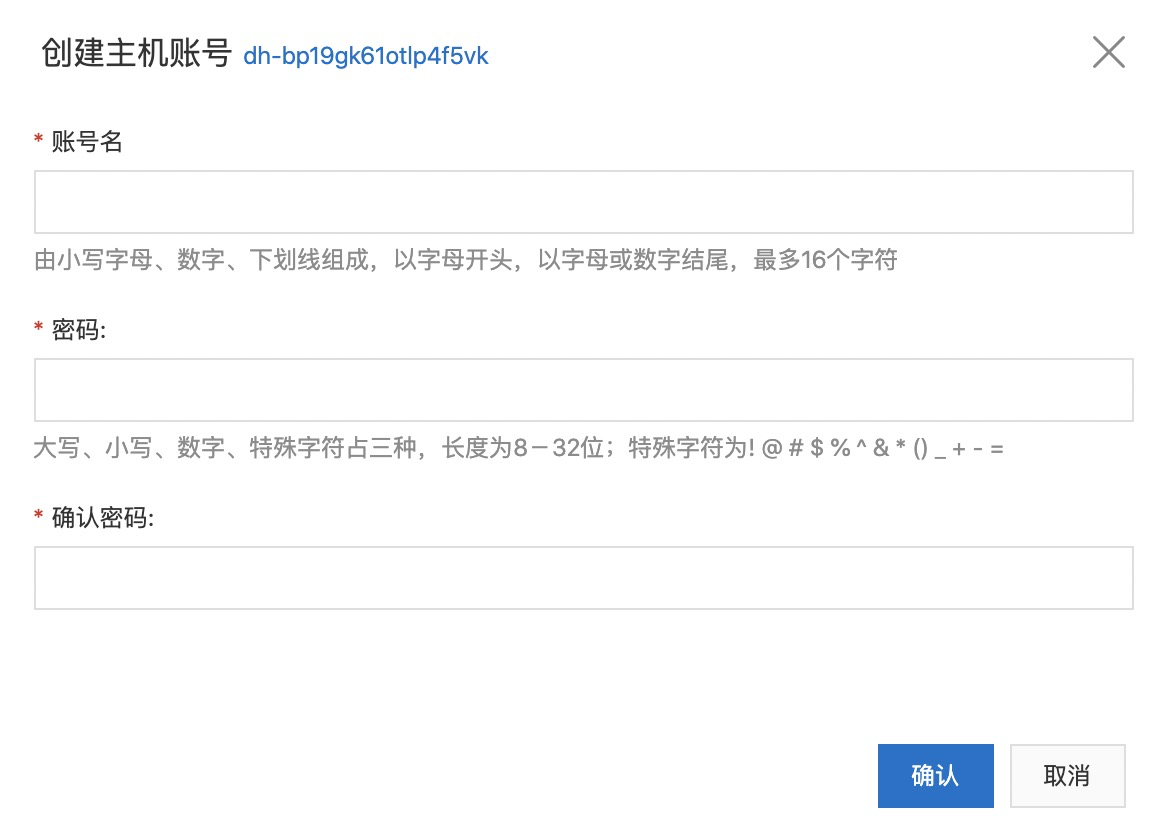 创建主机账号 dh-bp19gk61otlp4f5vk
* 账号名
由小写字母、数字、下划线组成，以字母开头，以字母或数字结尾，最多16个字符
* 密码:
大写、小写、数字、特殊字符占三种，长度为8－32位；特殊字符为! @ # $ % ^ & * () _ + - =
* 确认密码:
确认 取消